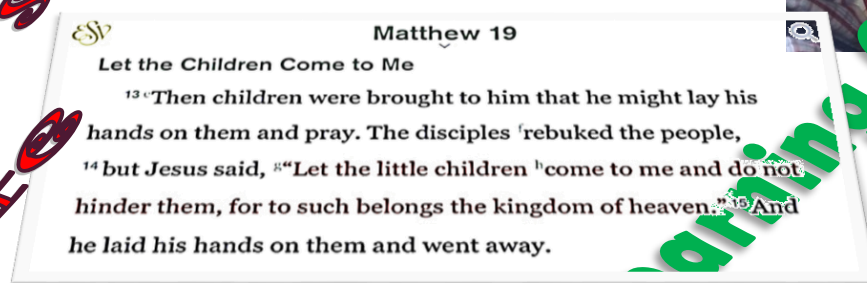 ESV
Matthew 19
Let the Children Come to Me
13 e Then children were brought to him that he might lay his
hands on them and pray. The disciples f rebuked the people,
14 but Jesus said, g “Let the little children h come to me and do not
hinder them, for to such belongs the kingdom of heaven.” 15 And
he laid his hands on them and went away.